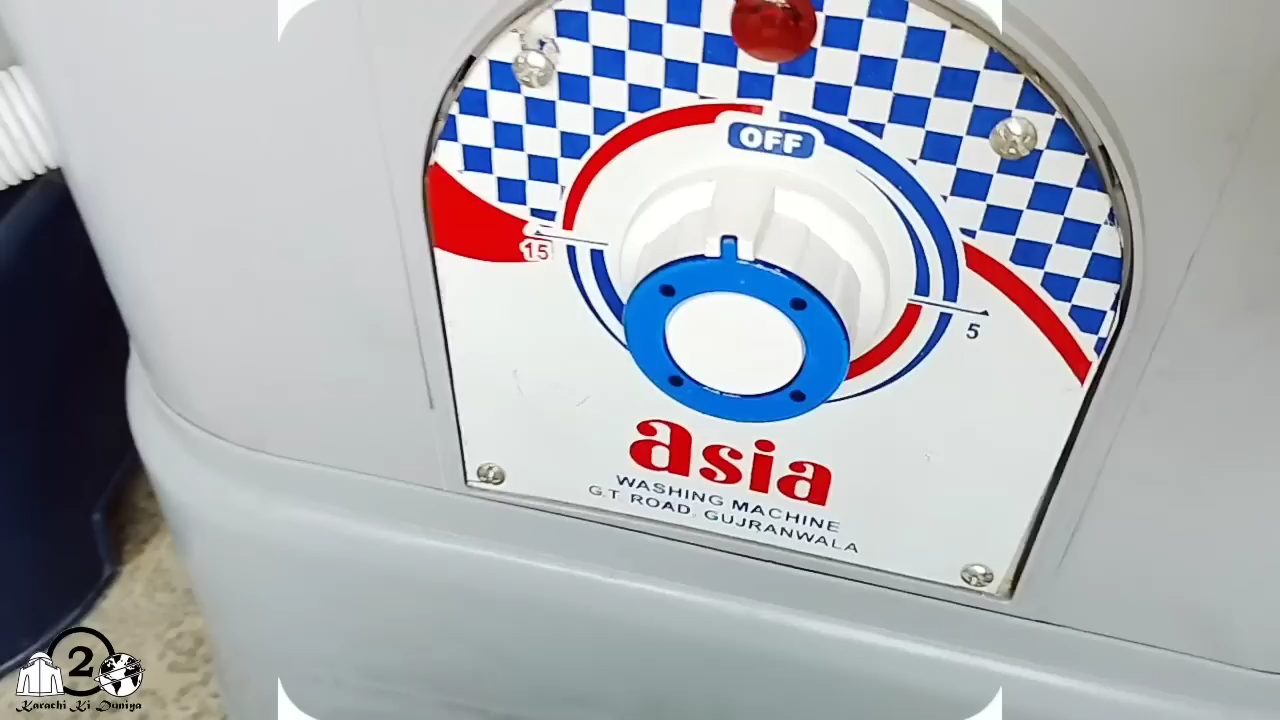 OFF
15
5
asia
WASHING MACHINE
G.T. ROAD, GUJRANWALA
2
Karachi Ki Duniya